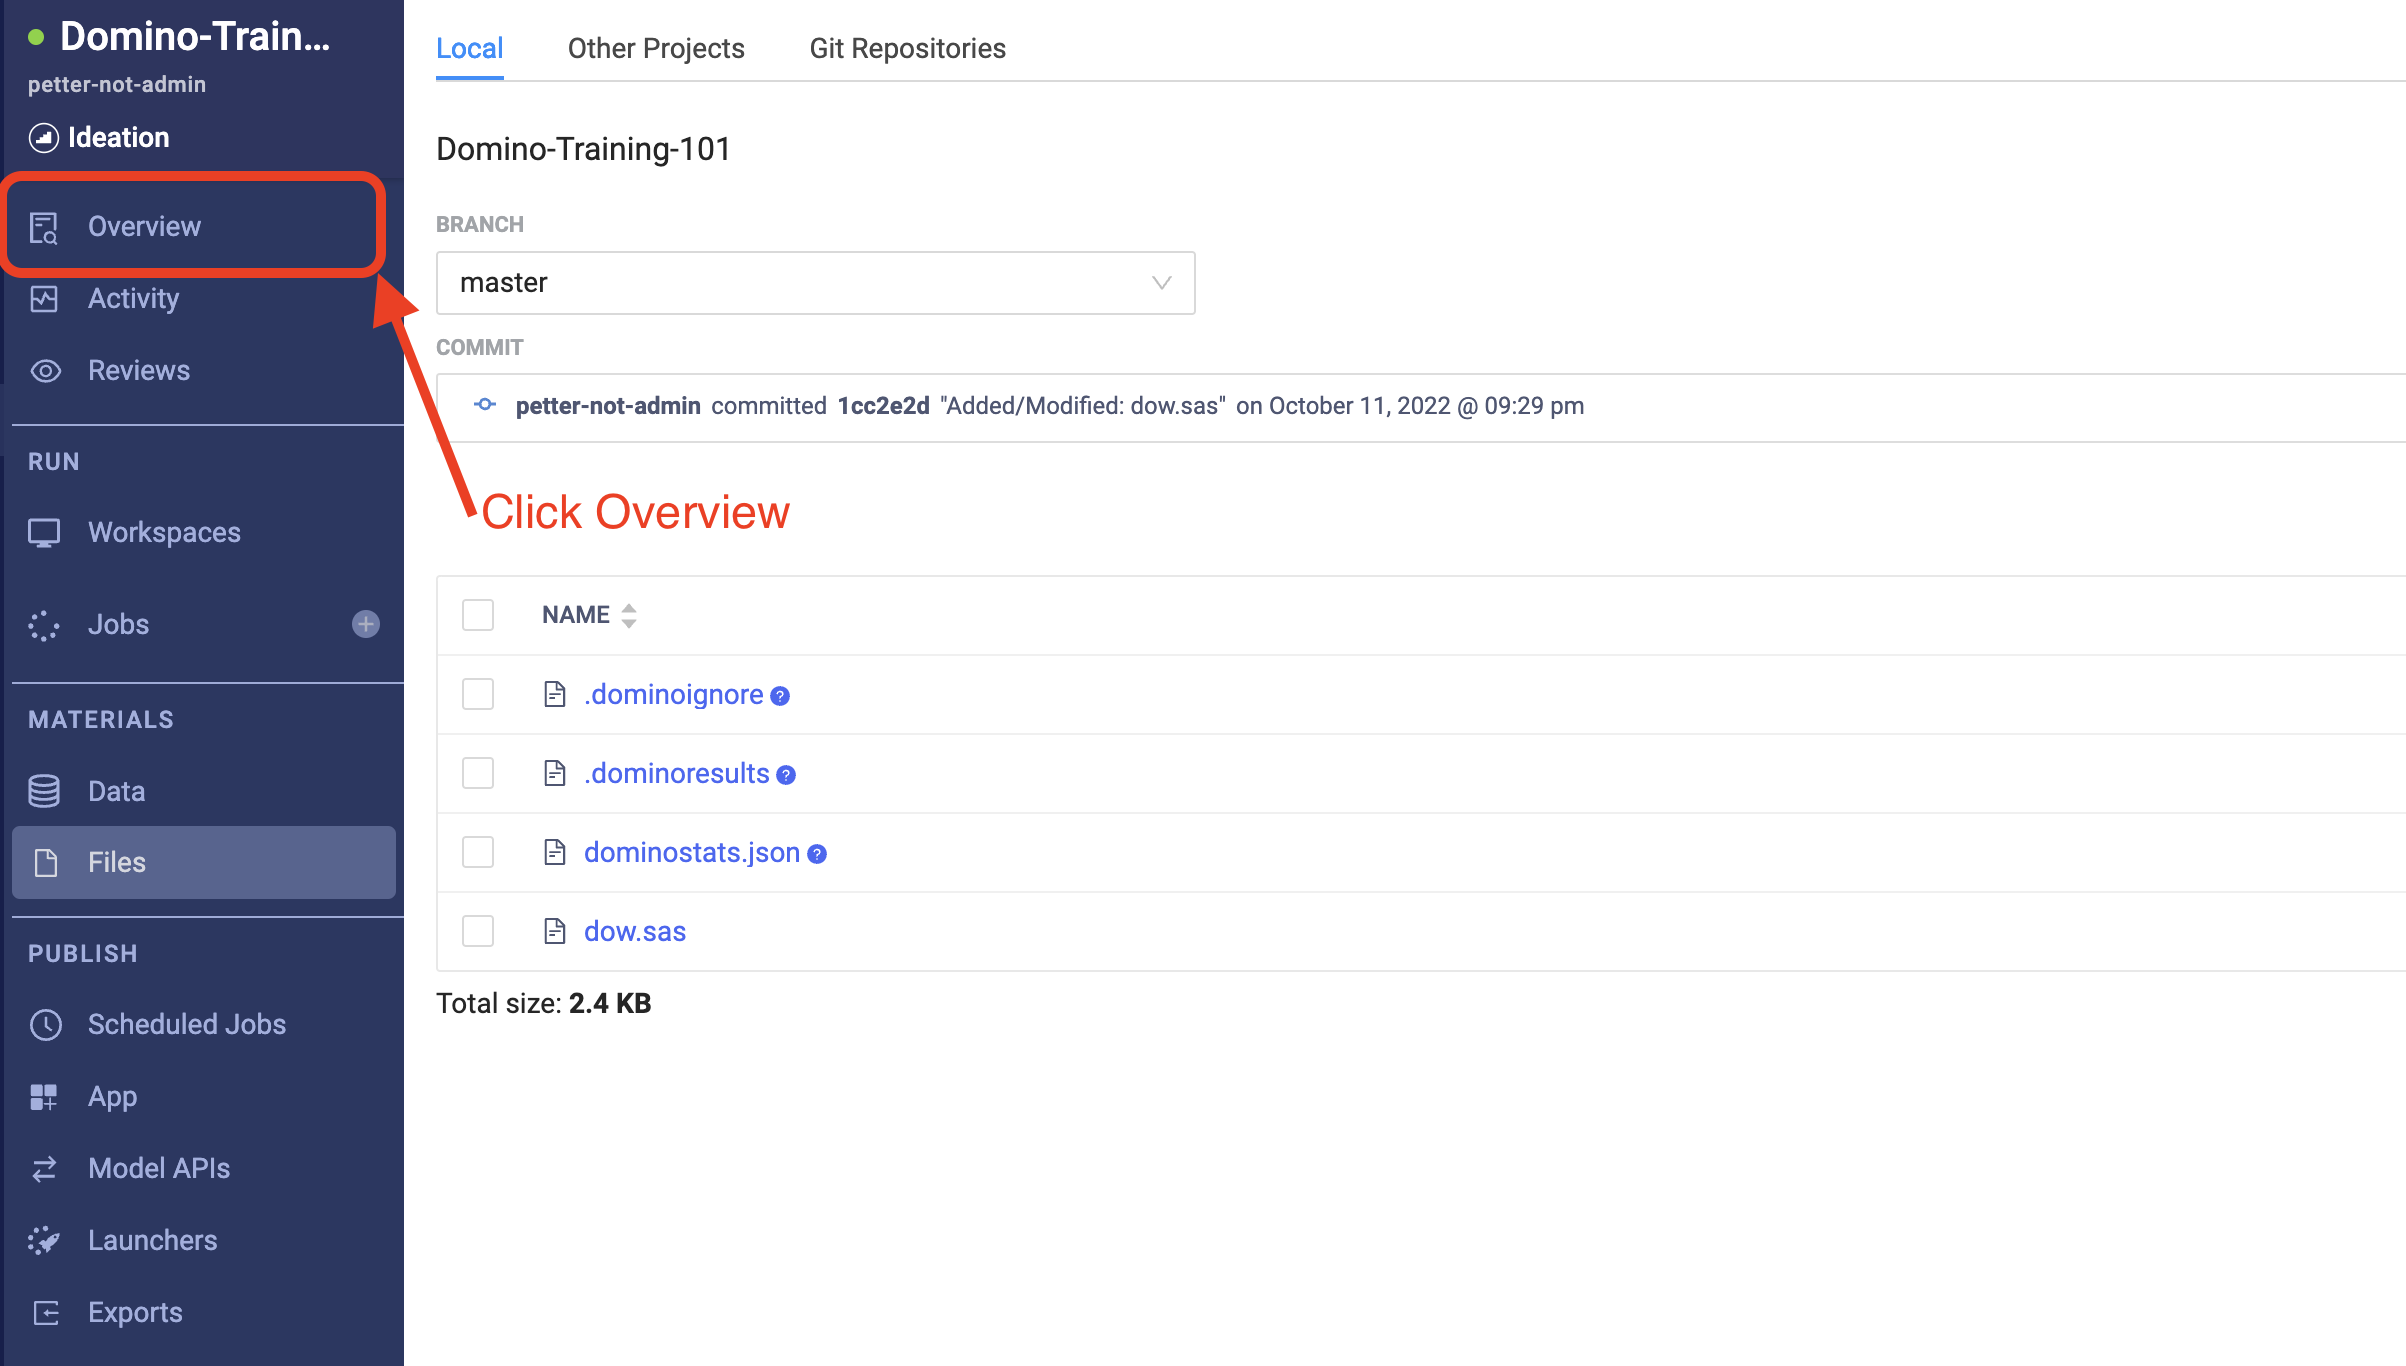 Domino-Train...
petter-not-admin
Ideation
Overview
Activity
Reviews
RUN
Workspaces
Jobs
MATERIALS
Data
Files
PUBLISH
Scheduled Jobs
App
Model APIs
Launchers
Exports
Local Other Projects Git Repositories
Domino-Training-101
BRANCH
master
COMMIT
petter-not-admin committed 1cc2e2d "Added/Modified: dow.sas" on October 11, 2022 @ 09:29 pm
Click Overview
NAME
.dominoignore ?
.dominoresults ?
dominostats.json ?
dow.sas
Total size: 2.4 KB